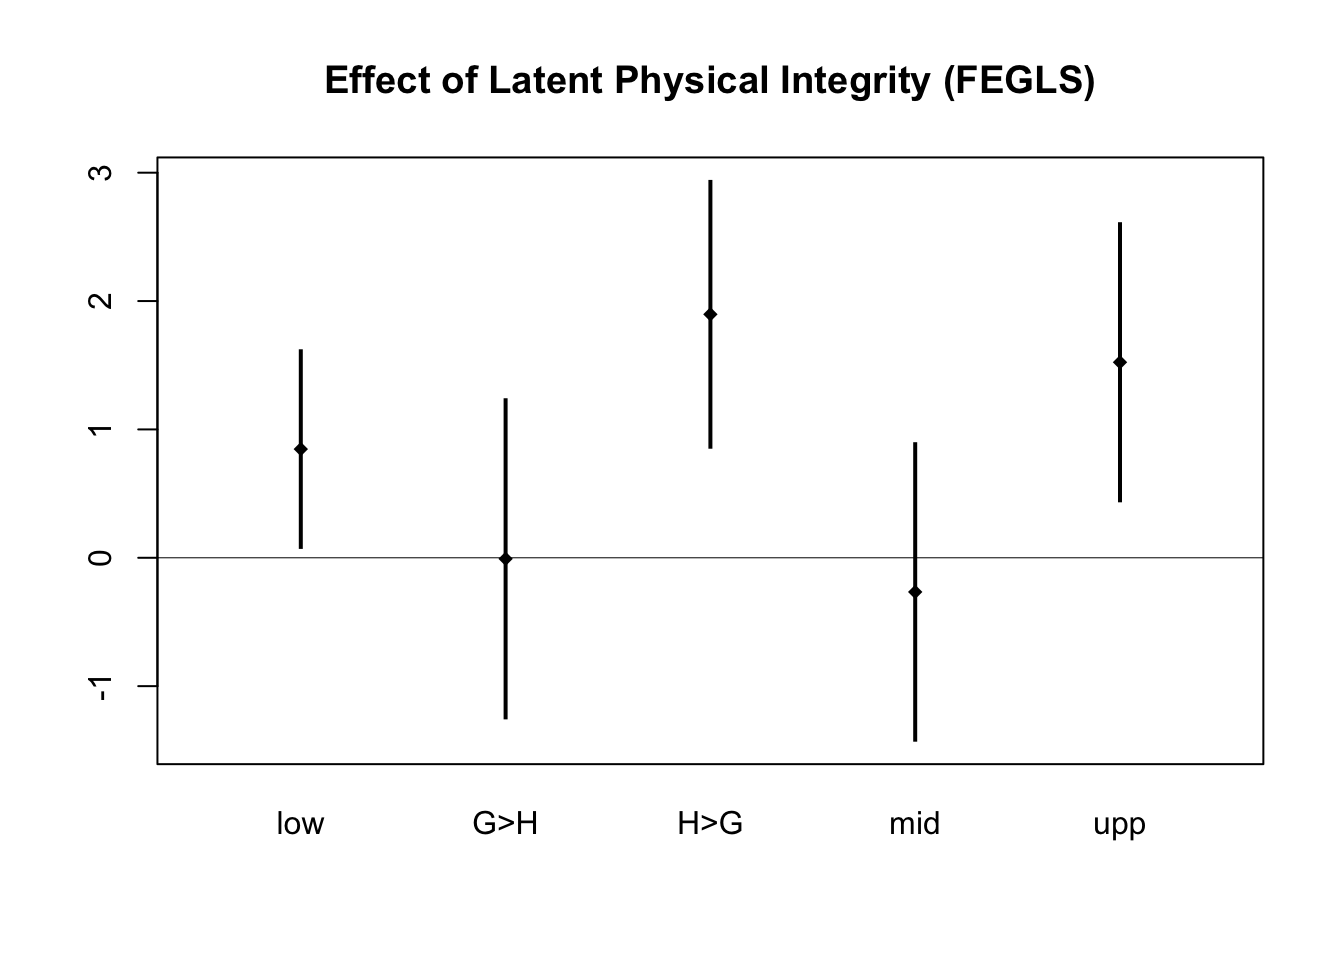 Effect of Latent Physical Integrity (FEGLS)
3
2
1
0
-1
low G>H H>G mid upp